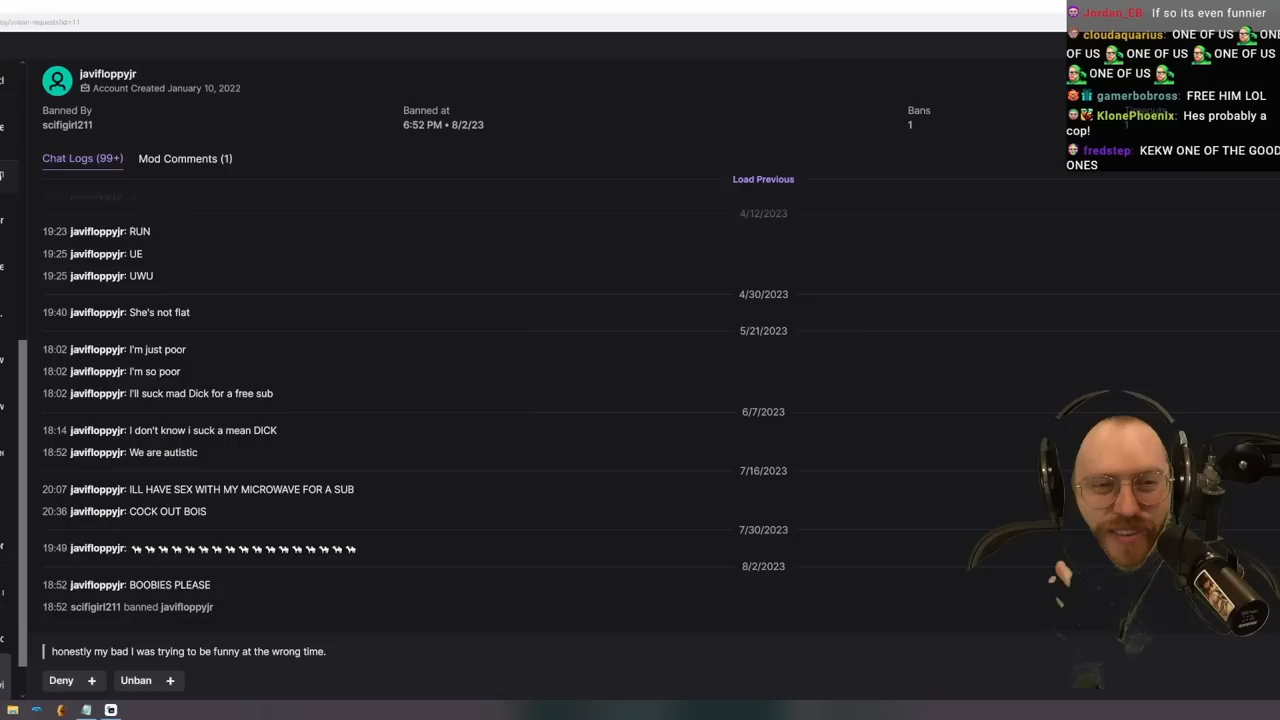 by/unban-requests?id=11
Jordan_EB: If so its even funnier
cloudaquarius: ONE OF US ONE
OF US ONE OF US ONE OF US
ONE OF US
gamerbobross: FREE HIM LOL
KlonePhoenix: Hes probably a
cop!
fredstep: KEKW ONE OF THE GOOD
ONES
javifloppyjr
Account Created January 10, 2022
Banned By
scifigirl211
Banned at
6:52 PM • 8/2/23
Bans
1
Timeouts
1
Chat Logs (99+) Mod Comments (1)
Load Previous
4/12/2023
19:23 javifloppyjr: RUN
19:25 javifloppyjr: UE
19:25 javifloppyjr: UWU
4/30/2023
19:40 javifloppyjr: She's not flat
5/21/2023
18:02 javifloppyjr: I'm just poor
18:02 javifloppyjr: I'm so poor
18:02 javifloppyjr: I'll suck mad Dick for a free sub
6/7/2023
18:14 javifloppyjr: I don't know i suck a mean DICK
18:52 javifloppyjr: We are autistic
7/16/2023
20:07 javifloppyjr: ILL HAVE SEX WITH MY MICROWAVE FOR A SUB
20:36 javifloppyjr: COCK OUT BOIS
7/30/2023
19:49 javifloppyjr:
8/2/2023
18:52 javifloppyjr: BOOBIES PLEASE
18:52 scifigirl211 banned javifloppyjr
honestly my bad I was trying to be funny at the wrong time.
Deny + Unban +